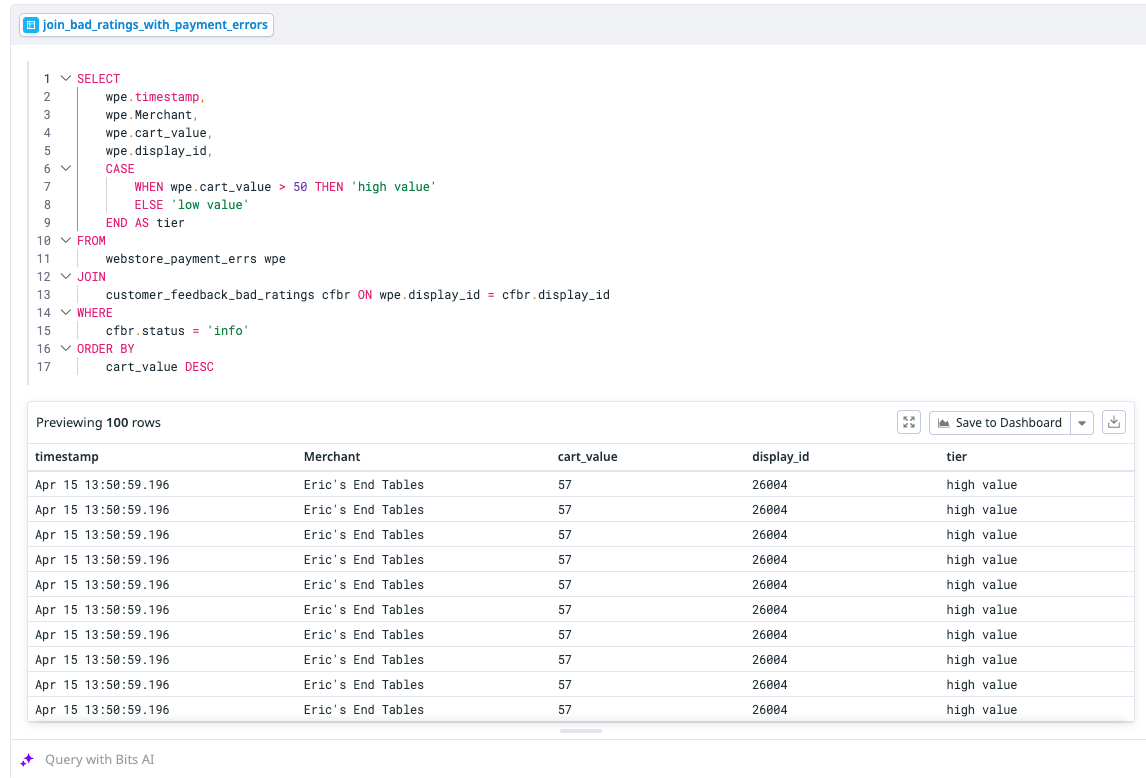 join_bad_ratings_with_payment_errors
1 SELECT
2 wpe.timestamp,
3 wpe.Merchant,
4 wpe.cart_value,
5 wpe.display_id,
6 CASE
7 WHEN wpe.cart_value > 50 THEN 'high value'
8 ELSE 'low value'
9 END AS tier
10 FROM
11 webstore_payment_errs wpe
12 JOIN
13 customer_feedback_bad_ratings cfbr ON wpe.display_id = cfbr.display_id
14 WHERE
15 cfbr.status = 'info'
16 ORDER BY
17 cart_value DESC
Previewing 100 rows Save to Dashboard
timestamp Merchant cart_value display_id tier
Apr 15 13:50:59.196 Eric's End Tables 57 26004 high value
Apr 15 13:50:59.196 Eric's End Tables 57 26004 high value
Apr 15 13:50:59.196 Eric's End Tables 57 26004 high value
Apr 15 13:50:59.196 Eric's End Tables 57 26004 high value
Apr 15 13:50:59.196 Eric's End Tables 57 26004 high value
Apr 15 13:50:59.196 Eric's End Tables 57 26004 high value
Apr 15 13:50:59.196 Eric's End Tables 57 26004 high value
Apr 15 13:50:59.196 Eric's End Tables 57 26004 high value
Apr 15 13:50:59.196 Eric's End Tables 57 26004 high value
Apr 15 13:50:59.196 Eric's End Tables 57 26004 high value
Query with Bits AI